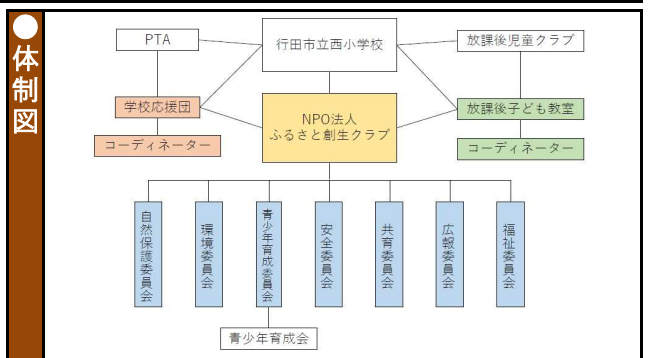 ●体制図
PTA
行田市立西小学校
放課後児童クラブ
学校応援団
NPO法人
ふるさと創生クラブ
放課後子ども教室
コーディネーター
コーディネーター
自然保護委員会
環境委員会
青少年育成委員会
安全委員会
共育委員会
広報委員会
福祉委員会
青少年育成会